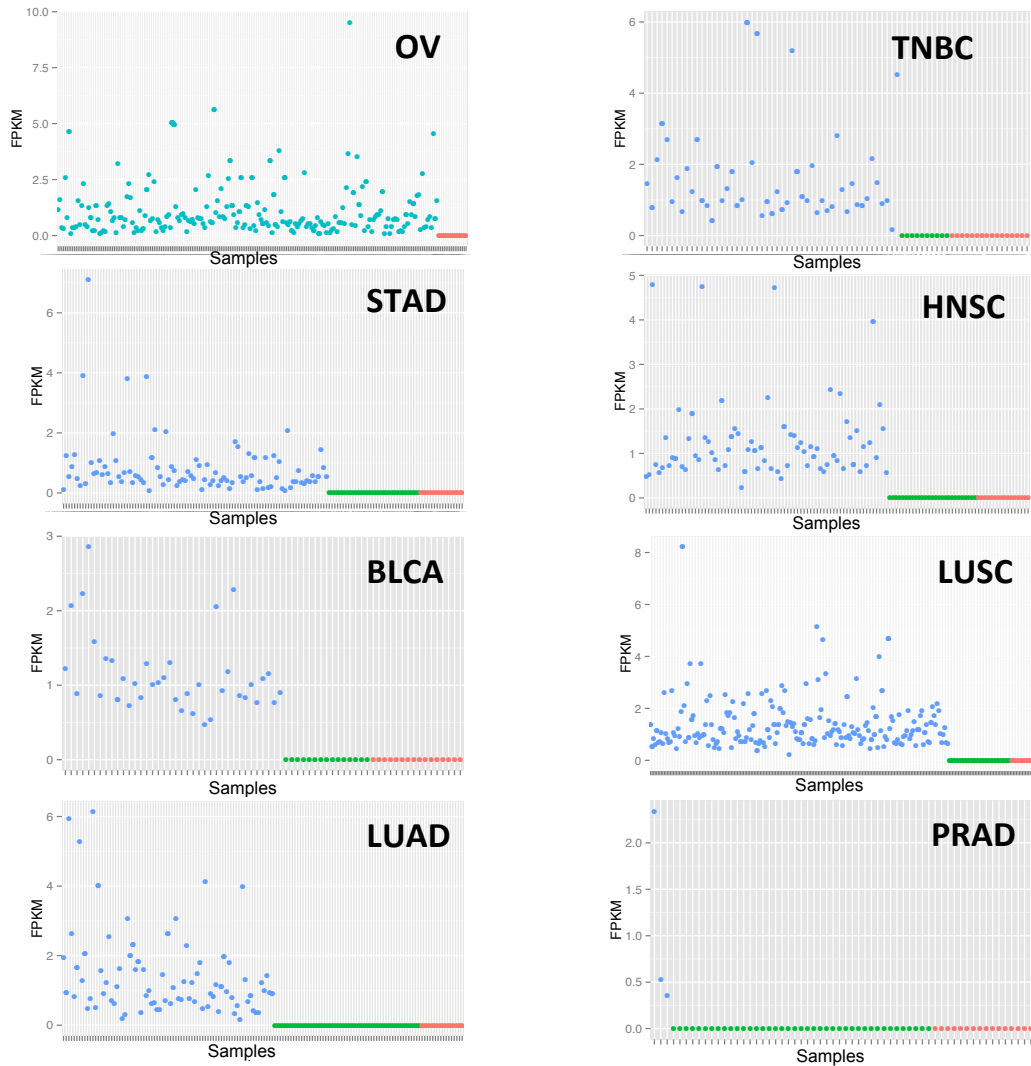 OV
10.0
7.5
5.0
2.5
0.0
FPKM
Samples
TNBC
6
4
2
0
FPKM
Samples
STAD
6
4
2
0
FPKM
Samples
HNSC
5
4
3
2
1
0
FPKM
Samples
BLCA
3
2
1
0
FPKM
Samples
LUSC
8
6
4
2
0
FPKM
Samples
LUAD
6
4
2
0
FPKM
Samples
PRAD
2.0
1.5
1.0
0.5
0.0
FPKM
Samples